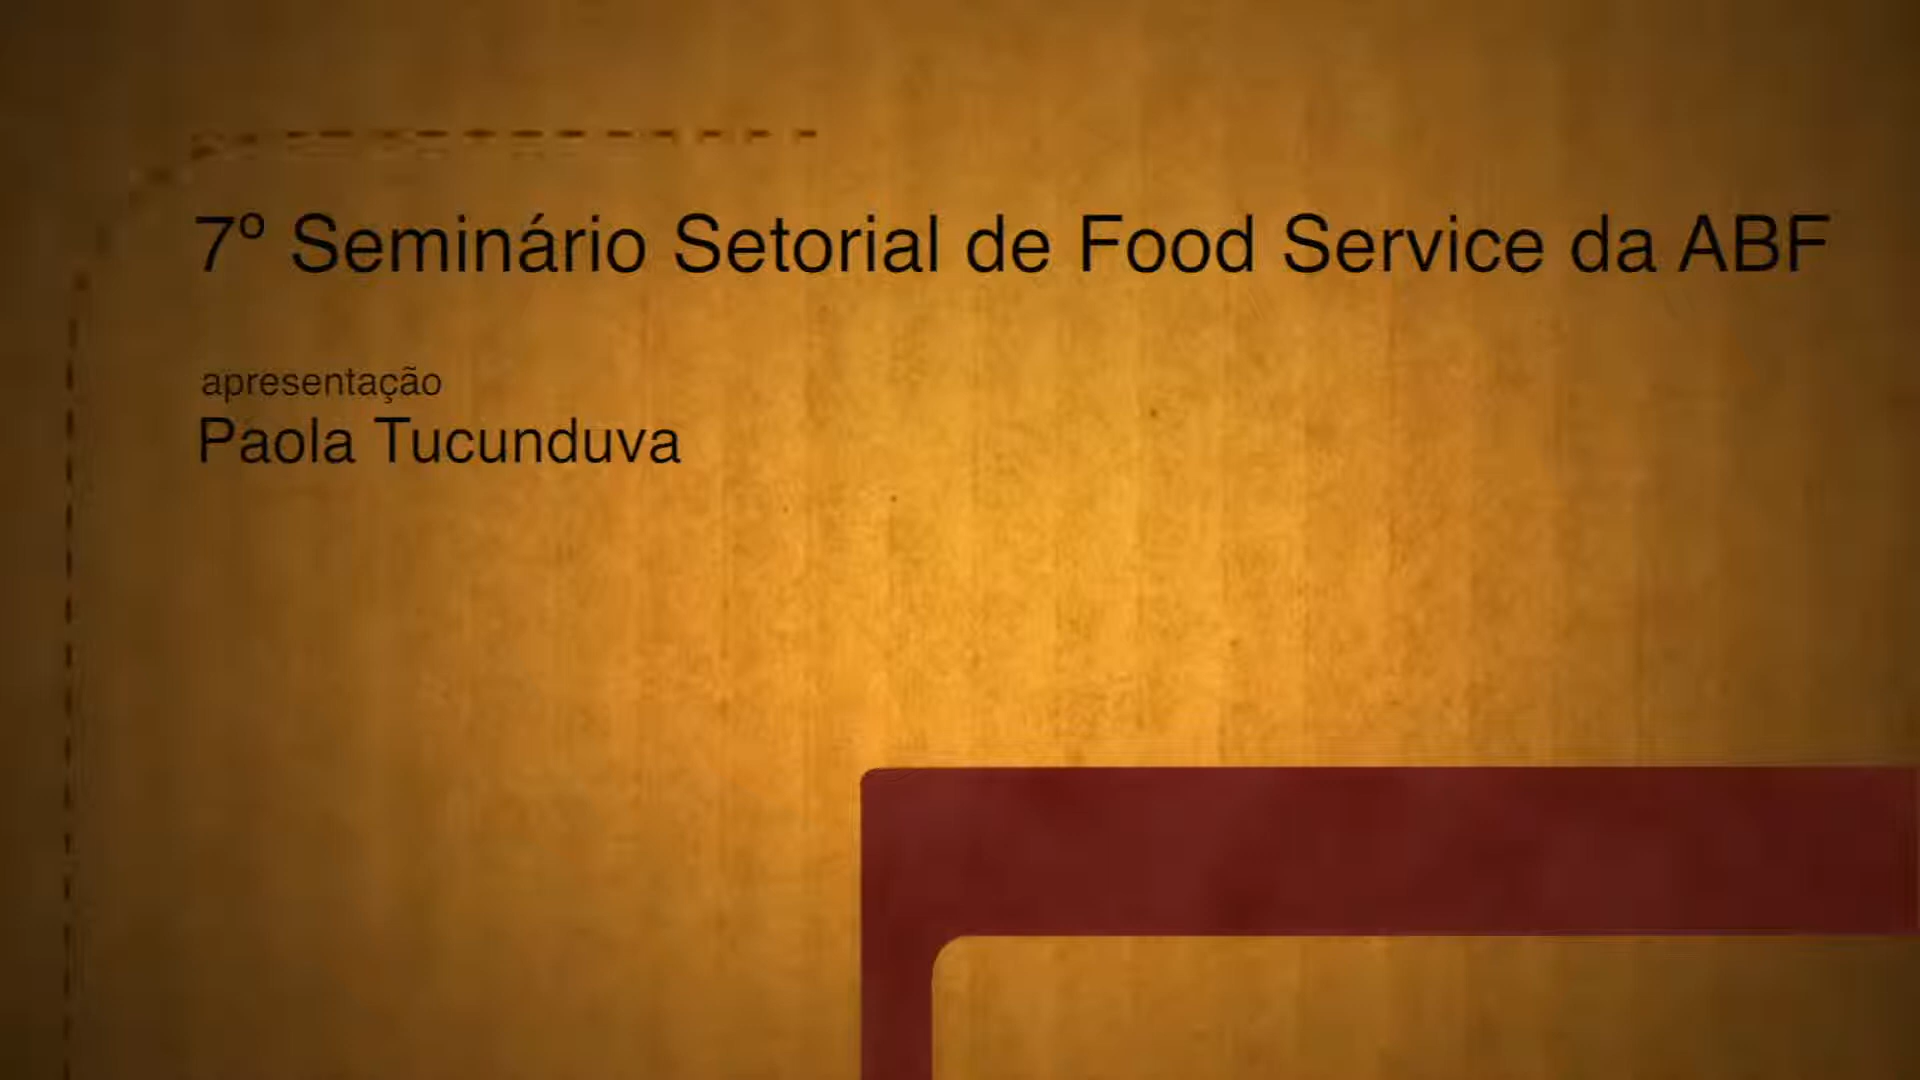 7º Seminário Setorial de Food Service da ABF
apresentação
Paola Tucunduva